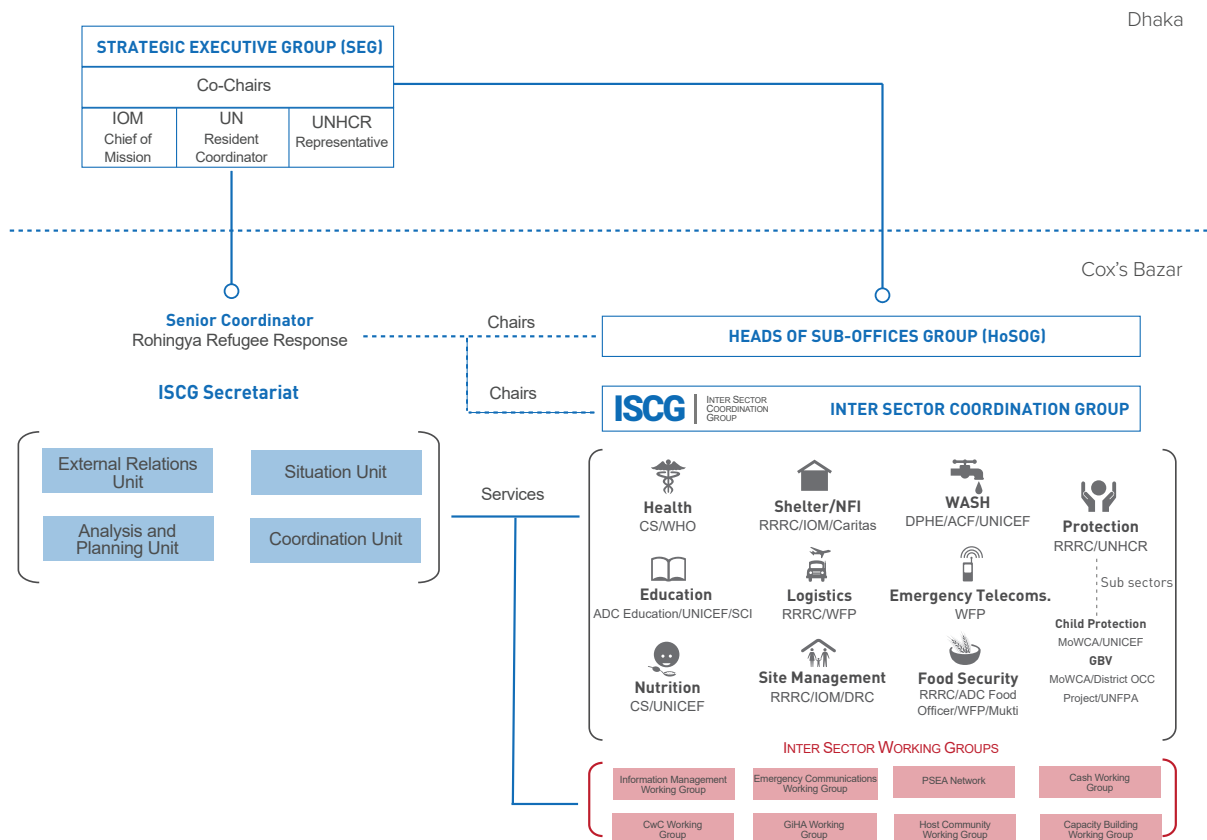 Dhaka
STRATEGIC EXECUTIVE GROUP (SEG)
Co-Chairs
IOM
Chief of
Mission
UN
Resident
Coordinator
UNHCR
Representative
Cox's Bazar
Senior Coordinator
Rohingya Refugee Response
Chairs
HEADS OF SUB-OFFICES GROUP (HoSOG)
ISCG Secretariat
Chairs
ISCG
INTER SECTOR
COORDINATION
GROUP
INTER SECTOR COORDINATION GROUP
External Relations
Unit
Situation Unit
Analysis and
Planning Unit
Coordination Unit
Services
Health
CS/WHO
Shelter/NFI
RRRC/IOM/Caritas
WASH
DPHE/ACF/UNICEF
Protection
RRRC/UNHCR
Sub sectors
Education
ADC Education/UNICEF/SCI
Logistics
RRRC/WFP
Emergency Telecoms.
WFP
Child Protection
MoWCA/UNICEF
GBV
MoWCA/District OCC
Project/UNFPA
Nutrition
CS/UNICEF
Site Management
RRRC/IOM/DRC
Food Security
RRRC/ADC Food
Officer/WFP/Mukti
INTER SECTOR WORKING GROUPS
Information Management
Working Group
Emergency Communications
Working Group
PSEA Network
Cash Working
Group
CwC Working
Group
GiHA Working
Group
Host Community
Working Group
Capacity Building
Working Group